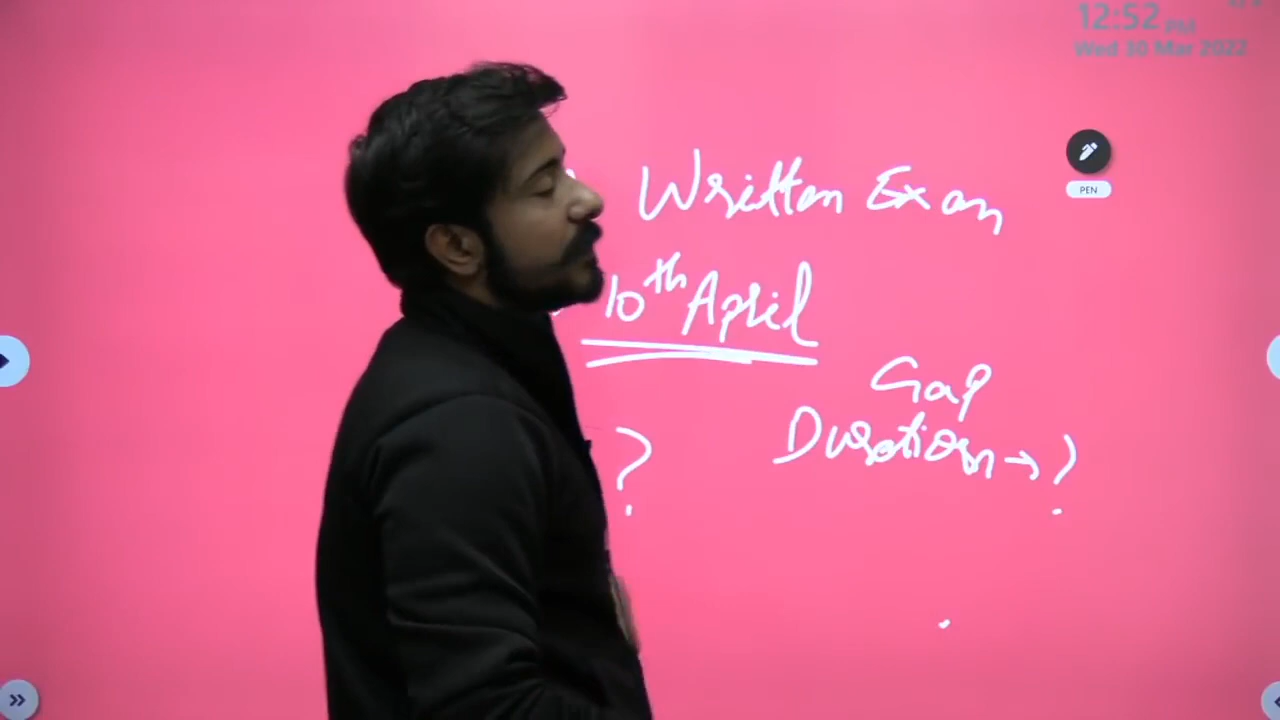 12:52 PM
Wed 30 Mar 2022
PEN
Written Exam
10th April
Gap
Duration → ?
?